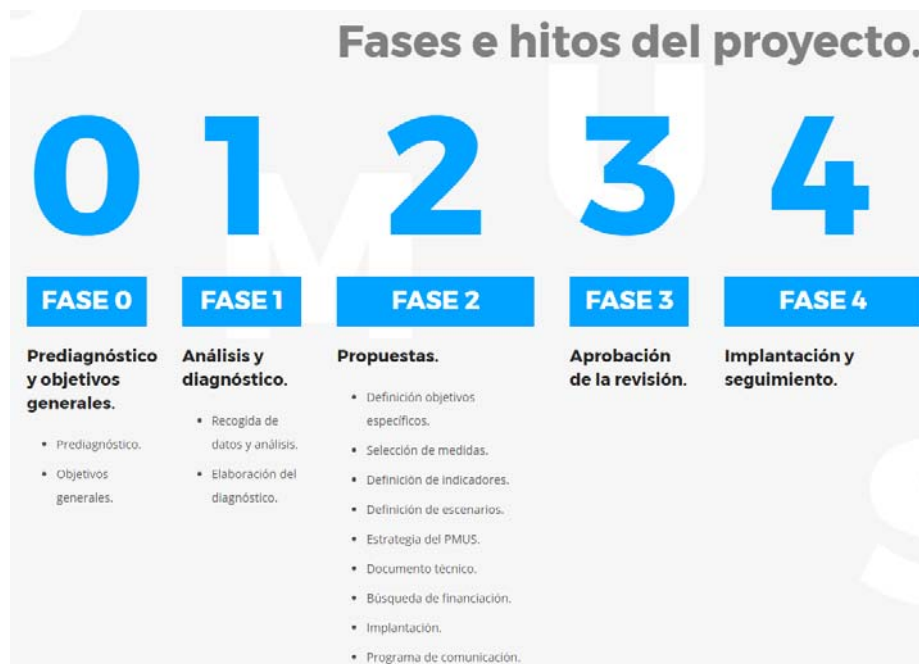 Fases e hitos del proyecto.
0
1
2
3
4
FASE 0
FASE 1
FASE 2
FASE 3
FASE 4
Prediagnóstico
y objetivos
generales.
• Prediagnóstico.
• Objetivos
generales.
Análisis y
diagnóstico.
• Recogida de
datos y análisis.
• Elaboración del
diagnóstico.
Propuestas.
• Definición objetivos
específicos.
• Selección de medidas.
• Definición de indicadores.
• Definición de escenarios.
• Estrategia del PMUS.
• Documento técnico.
• Búsqueda de financiación.
• Implantación.
• Programa de comunicación.
Aprobación
de la revisión.
Implantación y
seguimiento.
M
U
S